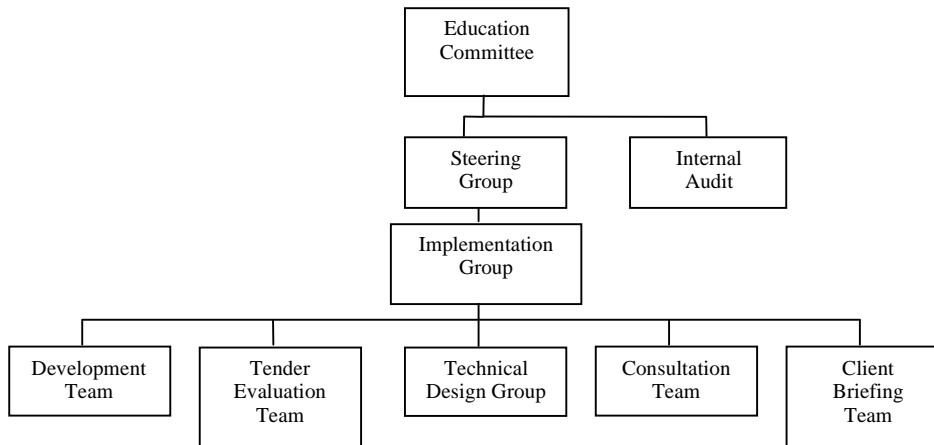 Education
Committee
Steering
Group
Internal
Audit
Implementation
Group
Development
Team
Tender
Evaluation
Team
Technical
Design Group
Consultation
Team
Client
Briefing
Team